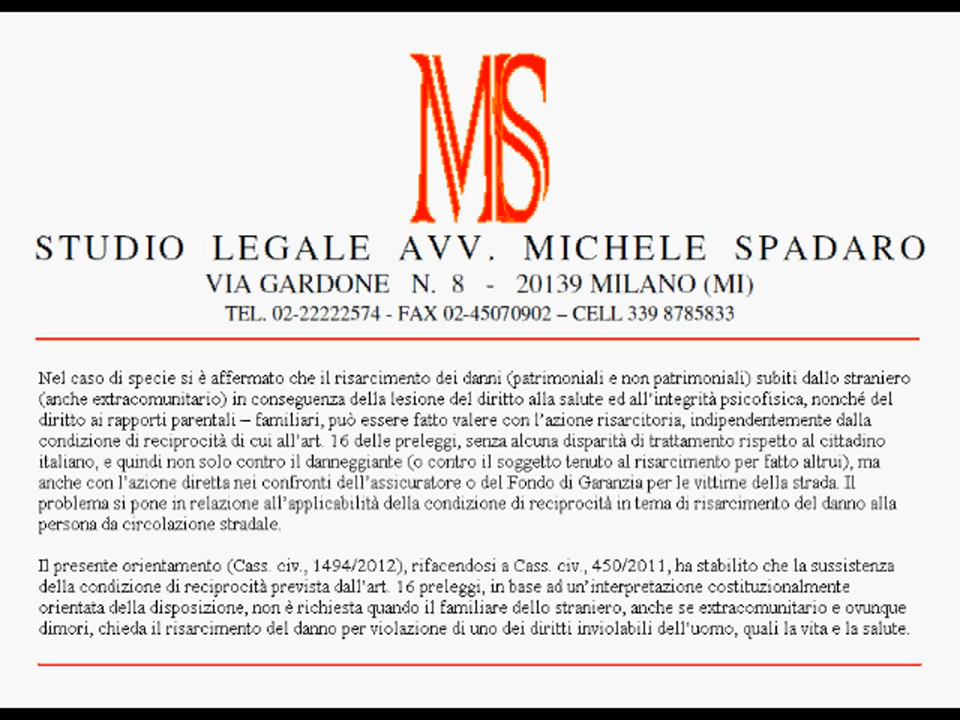 MS
STUDIO LEGALE AVV. MICHELE SPADARO
VIA GARDONE N. 8 - 20139 MILANO (MI)
TEL. 02-22222574 - FAX 02-45070902 – CELL 339 8785833
Nel caso di specie si è affermato che il risarcimento dei danni (patrimoniali e non patrimoniali) subiti dallo straniero
(anche extracomunitario) in conseguenza della lesione del diritto alla salute ed all'integrità psicofisica, nonché del
diritto ai rapporti parentali – familiari, può essere fatto valere con l'azione risarcitoria, indipendentemente dalla
condizione di reciprocità di cui all'art. 16 delle preleggi, senza alcuna disparità di trattamento rispetto al cittadino
italiano, e quindi non solo contro il danneggiante (o contro il soggetto tenuto al risarcimento per fatto altrui), ma
anche con l'azione diretta nei confronti dell'assicuratore o del Fondo di Garanzia per le vittime della strada. Il
problema si pone in relazione all'applicabilità della condizione di reciprocità in tema di risarcimento del danno alla
persona da circolazione stradale.
Il presente orientamento (Cass. civ., 1494/2012), rifacendosi a Cass. civ., 450/2011, ha stabilito che la sussistenza
della condizione di reciprocità prevista dall'art. 16 preleggi, in base ad un'interpretazione costituzionalmente
orientata della disposizione, non è richiesta quando il familiare dello straniero, anche se extracomunitario e ovunque
dimori, chieda il risarcimento del danno per violazione di uno dei diritti inviolabili dell'uomo, quali la vita e la salute.